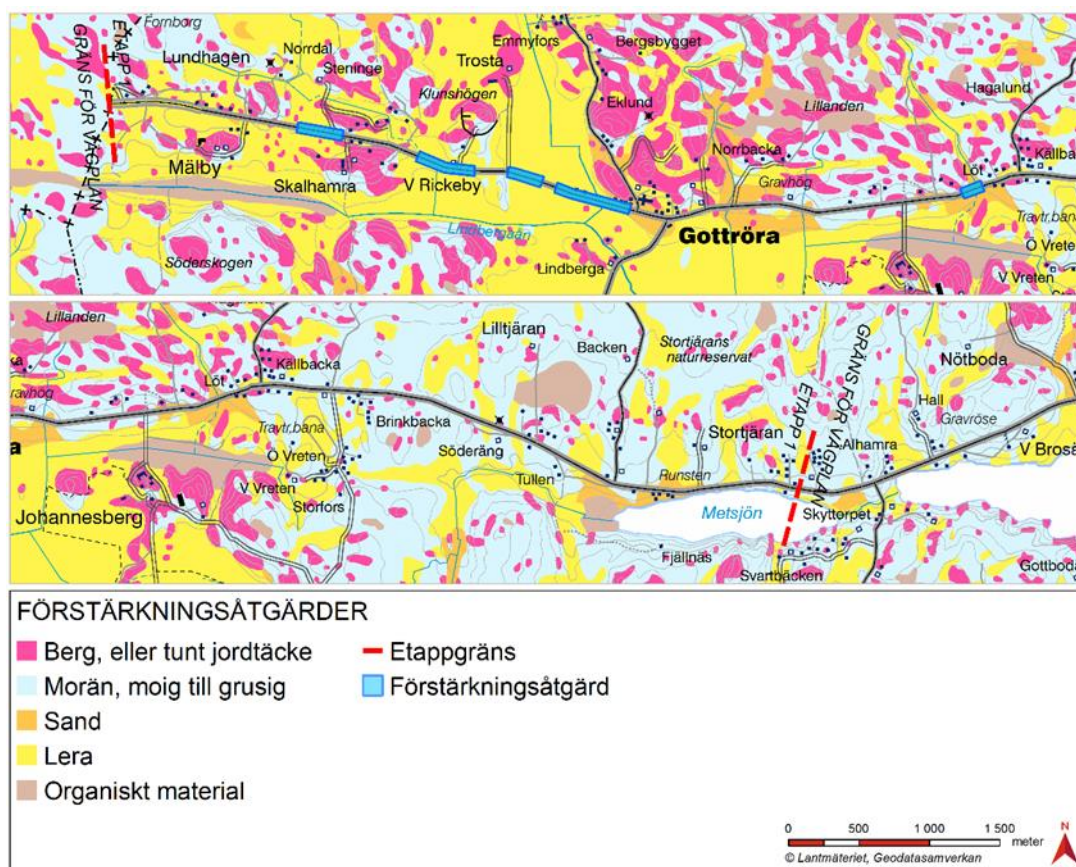 Fornborg
ETAPP 1
GRÄNS FÖR VÄGPLAN
Lundhagen
Norrdal
Steninge
Trosta
Emmyfors
Bergsbygget
Klunshögen
Eklund
Lillanden
Hagalund
Norrbacka
Mälby
Skalhamra
V Rickeby
Gravhög
Löt
Källba
Lindbergaån
Gottröra
Travtr.bana
Söderskogen
Lindberga
Ö Vreten
V Vreten
Lillanden
Lilltjäran
Backen
Stortjärans
naturreservat
GRÄNS FÖR VÄGPLAN
ETAPP 1
Nötboda
Källbacka
Löt
ravhög
Hall
Gravröse
Brinkbacka
Travtr.bana
Söderäng
Stortjäran
Alhamra
V Brosä
a
Ö Vreten
Tullen
Runsten
V Vreten
Storfors
Johannesberg
Metsjön
Skyttorpet
Fjällnäs
Svartbäcken
Gottboda
FÖRSTÄRKNINGSÅTGÄRDER
Berg, eller tunt jordtäcke
Etappgräns
Morän, moig till grusig
Förstärkningsåtgärd
Sand
Lera
Organiskt material
0 500 1 000 1 500
meter
N
© Lantmäteriet, Geodatasamverkan